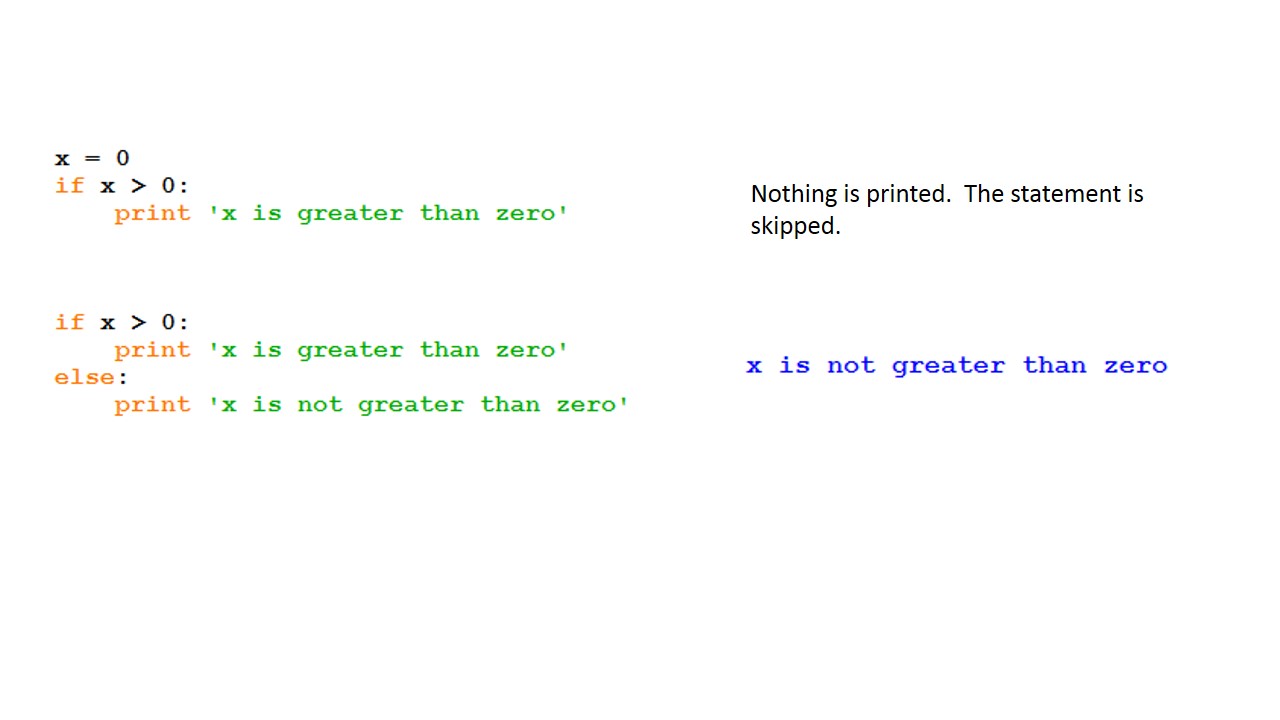 x = 0
if x > 0:
    print 'x is greater than zero'
Nothing is printed.  The statement is
skipped.
if x > 0:
    print 'x is greater than zero'
else:
    print 'x is not greater than zero'
x is not greater than zero